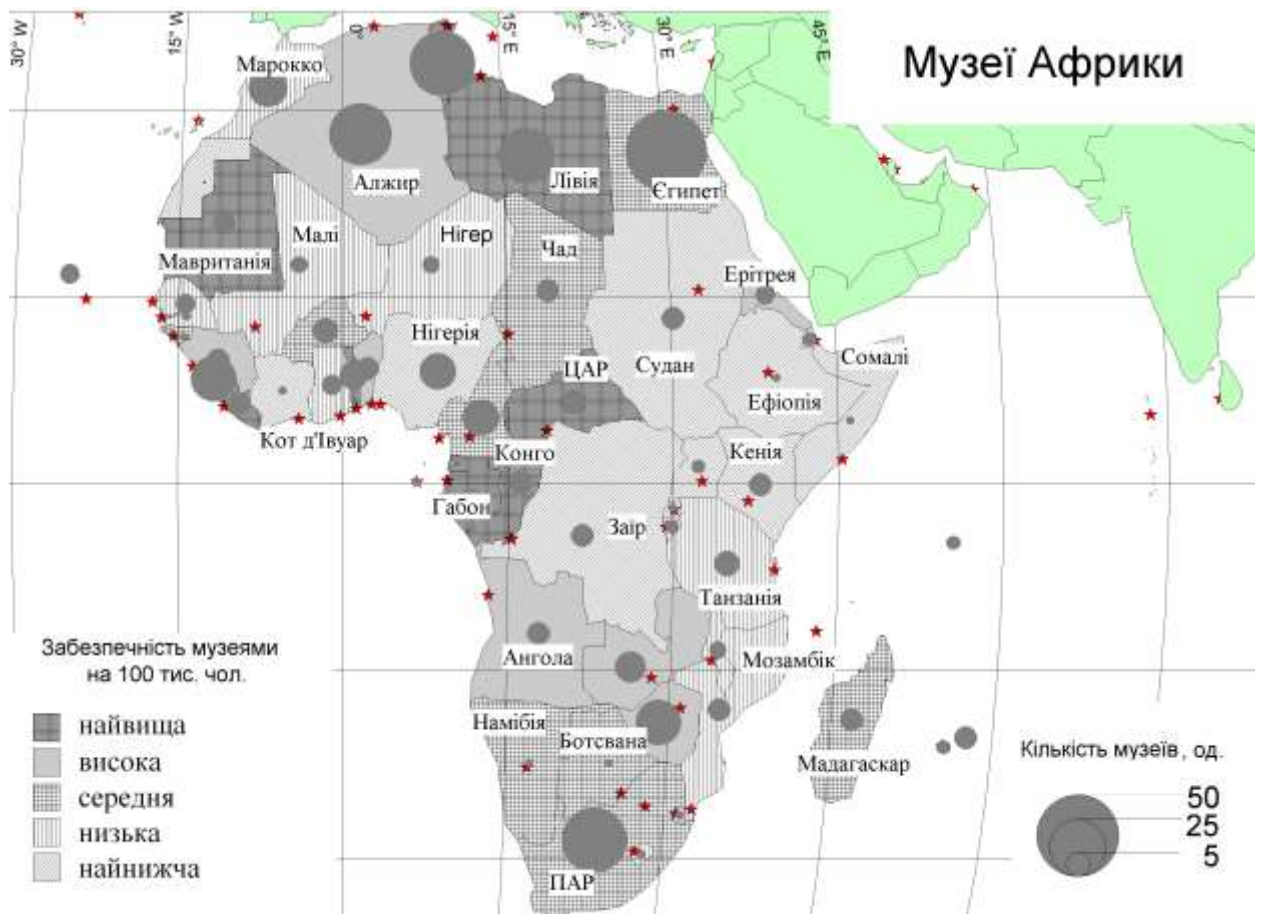 30° W
15° W
0°
15° E
30° E
45° E
Музеї Африки
Марокко
Алжир
Лівія
Єгипет
Малі
Нігер
Чад
Мавританія
Ерітрея
Нігерія
Судан
Сомалі
ЦАР
Ефіопія
Кот д'Івуар
Конго
Кенія
Габон
Заір
Танзанія
Ангола
Мозамбік
Намібія
Ботсвана
Мадагаскар
ПАР
Забезпечність музеями
на 100 тис. чол.
найвища
висока
середня
низька
найнижча
Кількість музеїв, од.
50
25
5